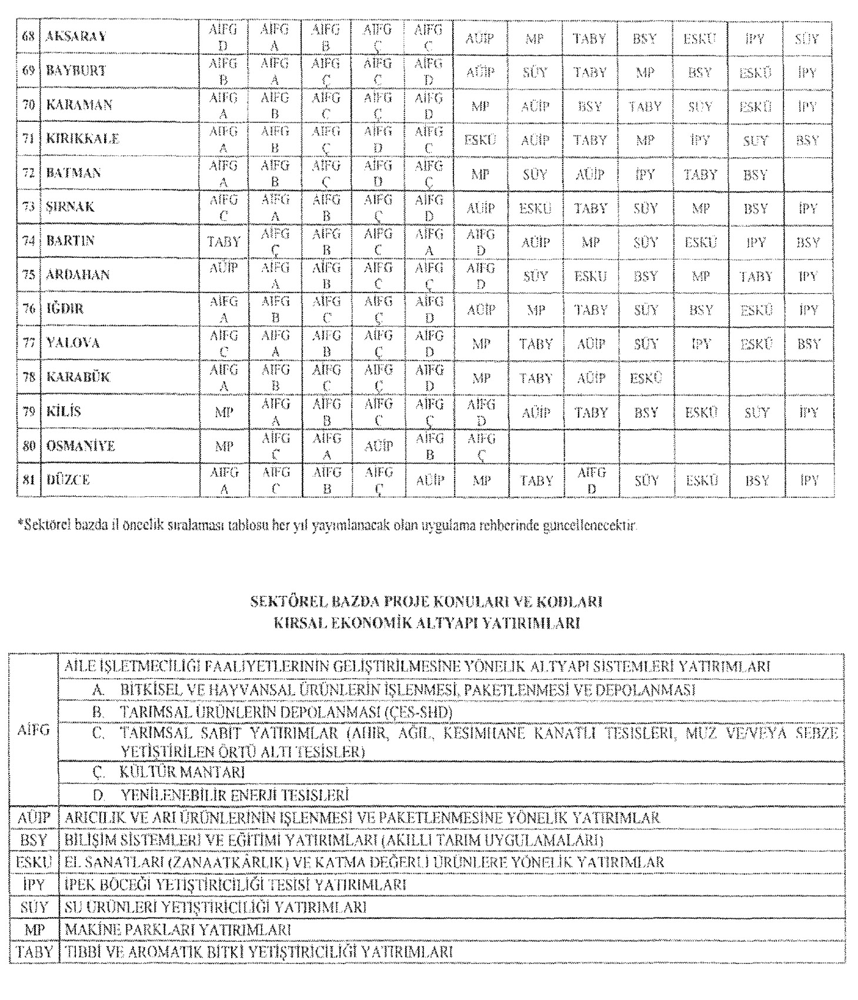 68 AKSARAY AİFG D AİFG A AİFG B AİFG Ç AİFG C AÜİP MP TABY BSY ESKÜ İPY SÜY
69 BAYBURT AİFG B AİFG A AİFG Ç AİFG C AİFG D AÜİP SÜY TABY MP BSY ESKÜ İPY
70 KARAMAN AİFG A AİFG B AİFG C AİFG Ç AİFG D MP AÜİP BSY TABY SÜY ESKÜ İPY
71 KIRIKKALE AİFG A AİFG B AİFG Ç AİFG D AİFG C ESKÜ AÜİP TABY MP İPY SÜY BSY
72 BATMAN AİFG A AİFG B AİFG Ç AİFG D AİFG Ç MP SÜY AÜİP İPY TABY BSY
73 ŞIRNAK AİFG C AİFG A AİFG B AİFG Ç AİFG D AÜİP ESKÜ TABY SÜY MP BSY İPY
74 BARTIN TABY AİFG Ç AİFG B AİFG C AİFG A AİFG D AÜİP MP SÜY ESKÜ İPY BSY
75 ARDAHAN AÜİP AİFG A AİFG B AİFG C AİFG Ç AİFG D SÜY ESKÜ BSY MP TABY İPY
76 IĞDIR AİFG A AİFG B AİFG C AİFG Ç AİFG D AÜİP MP TABY SÜY BSY ESKÜ İPY
77 YALOVA AİFG C AİFG A AİFG B AİFG Ç AİFG D MP TABY AÜİP SÜY İPY ESKÜ BSY
78 KARABÜK AİFG A AİFG B AİFG C AİFG Ç AİFG D MP TABY AÜİP ESKÜ
79 KİLİS MP AİFG A AİFG B AİFG C AİFG Ç AİFG D AÜİP TABY BSY ESKÜ SÜY İPY
80 OSMANİYE MP AİFG C AİFG A AÜİP AİFG B AİFG Ç
81 DÜZCE AİFG A AİFG C AİFG B AİFG Ç AÜİP MP TABY AİFG D SÜY ESKÜ BSY İPY
*Sektörel bazda il öncelik sıralaması tablosu her yıl yayımlanacak olan uygulama rehberinde güncellenecektir.
SEKTÖREL BAZDA PROJE KONULARI VE KODLARI
KIRSAL EKONOMİK ALTYAPI YATIRIMLARI
AİFG
AİLE İŞLETMECİLİĞİ FAALİYETLERİNİN GELİŞTİRİLMESİNE YÖNELİK ALTYAPI SİSTEMLERİ YATIRIMLARI
A. BİTKİSEL VE HAYVANSAL ÜRÜNLERİN İŞLENMESİ, PAKETLENMESİ VE DEPOLANMASI
B. TARIMSAL ÜRÜNLERİN DEPOLANMASI (ÇES-SHD)
C. TARIMSAL SABİT YATIRIMLAR (AHIR, AĞIL, KESİMHANE KANATLI TESİSLERİ, MUZ VE/VEYA SEBZE
YETİŞTİRİLEN ÖRTÜ ALTI TESİSLER)
Ç. KÜLTÜR MANTARI
D. YENİLENEBİLİR ENERJİ TESİSLERİ
AÜİP ARICILIK VE ARI ÜRÜNLERİNİN İŞLENMESİ VE PAKETLENMESİNE YÖNELİK YATIRIMLAR
BSY BİLİŞİM SİSTEMLERİ VE EĞİTİMİ YATIRIMLARI (AKILLI TARIM UYGULAMALARI)
ESKÜ EL SANATLARI (ZANAATKÂRLIK) VE KATMA DEĞERLİ ÜRÜNLERE YÖNELİK YATIRIMLAR
İPY İPEK BÖCEĞİ YETİŞTİRİCİLİĞİ TESİSİ YATIRIMLARI
SÜY SU ÜRÜNLERİ YETİŞTİRİCİLİĞİ YATIRIMLARI
MP MAKİNE PARKLARI YATIRIMLARI
TABY TIBBİ VE AROMATİK BİTKİ YETİŞTİRİCİLİĞİ YATIRIMLARI